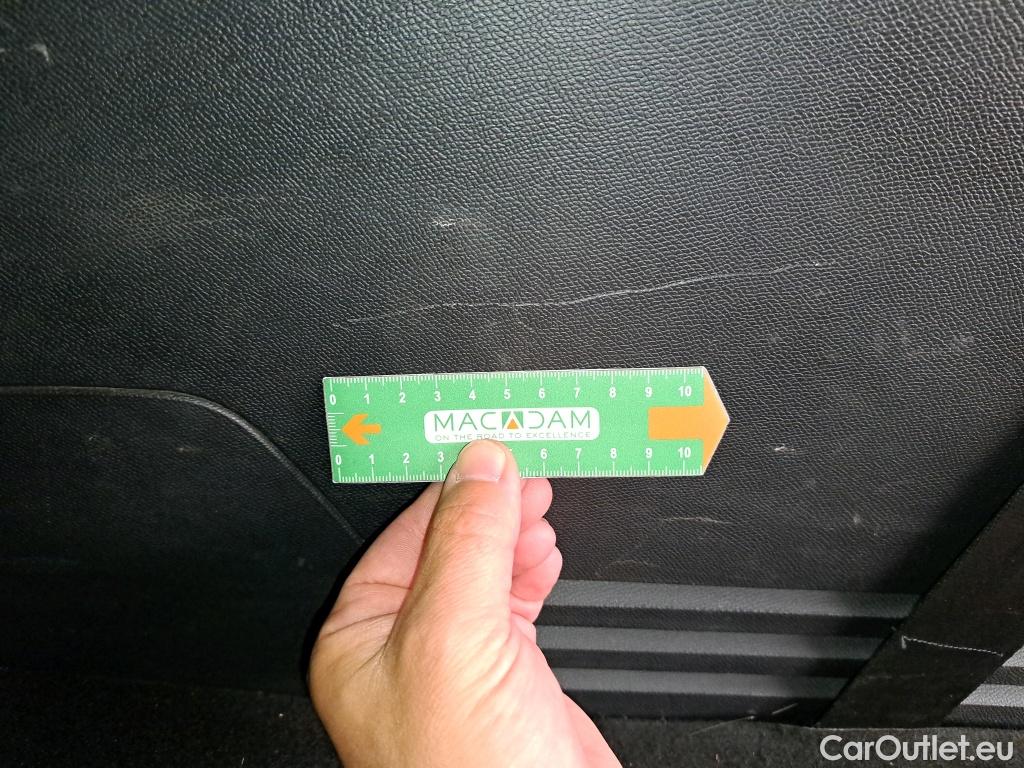 0 1 2 3 4 5 6 7 8 9 10
MACADAM
ON THE ROAD TO EXCELLENCE
0 1 2 3 6 7 8 9 10
CarOutlet.eu